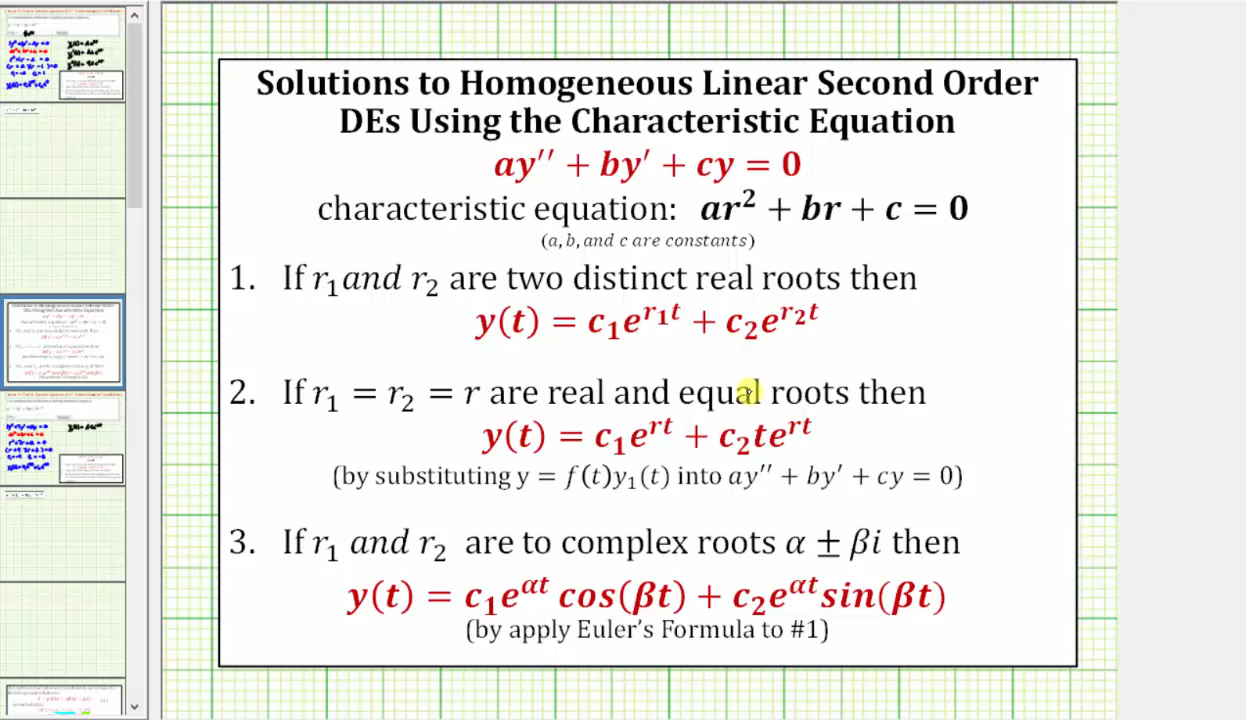 Solutions to Homogeneous Linear Second Order
DEs Using the Characteristic Equation
ay′′ + by′ + cy = 0
characteristic equation: ar² + br + c = 0
(a, b, and c are constants)
1. If r₁and r₂ are two distinct real roots then
y(t) = c₁e^{r₁t} + c₂e^{r₂t}
2. If r₁ = r₂ = r are real and equal roots then
y(t) = c₁e^{rt} + c₂te^{rt}
(by substituting y = f(t)y₁(t) into ay′′ + by′ + cy = 0)
3. If r₁ and r₂ are to complex roots α ± βi then
y(t) = c₁e^{αt} cos(βt) + c₂e^{αt}sin(βt)
(by apply Euler's Formula to #1)